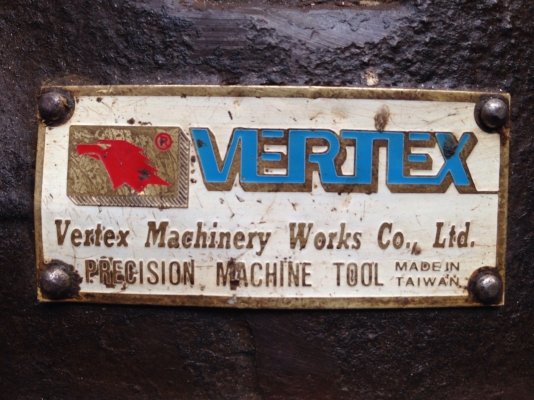 ®
VERTEX
Vertex Machinery Works Co., Ltd.
PRECISION MACHINE TOOL MADE IN TAIWAN